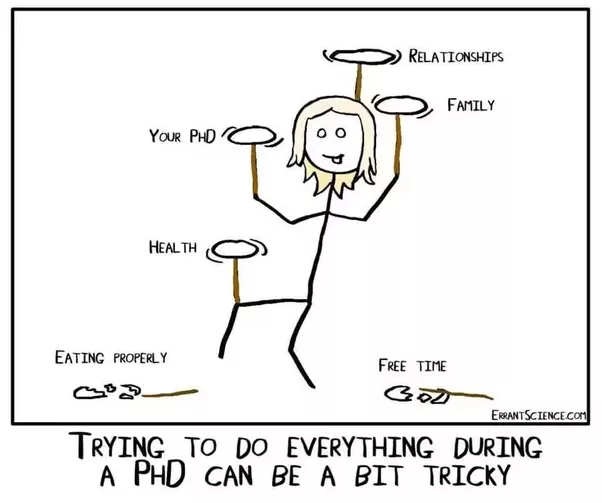 RELATIONSHIPS
FAMILY
YOUR PHD
HEALTH
EATING PROPERLY
FREE TIME
ERRANTSCIENCE.COM
TRYING TO DO EVERYTHING DURING
A PHD CAN BE A BIT TRICKY